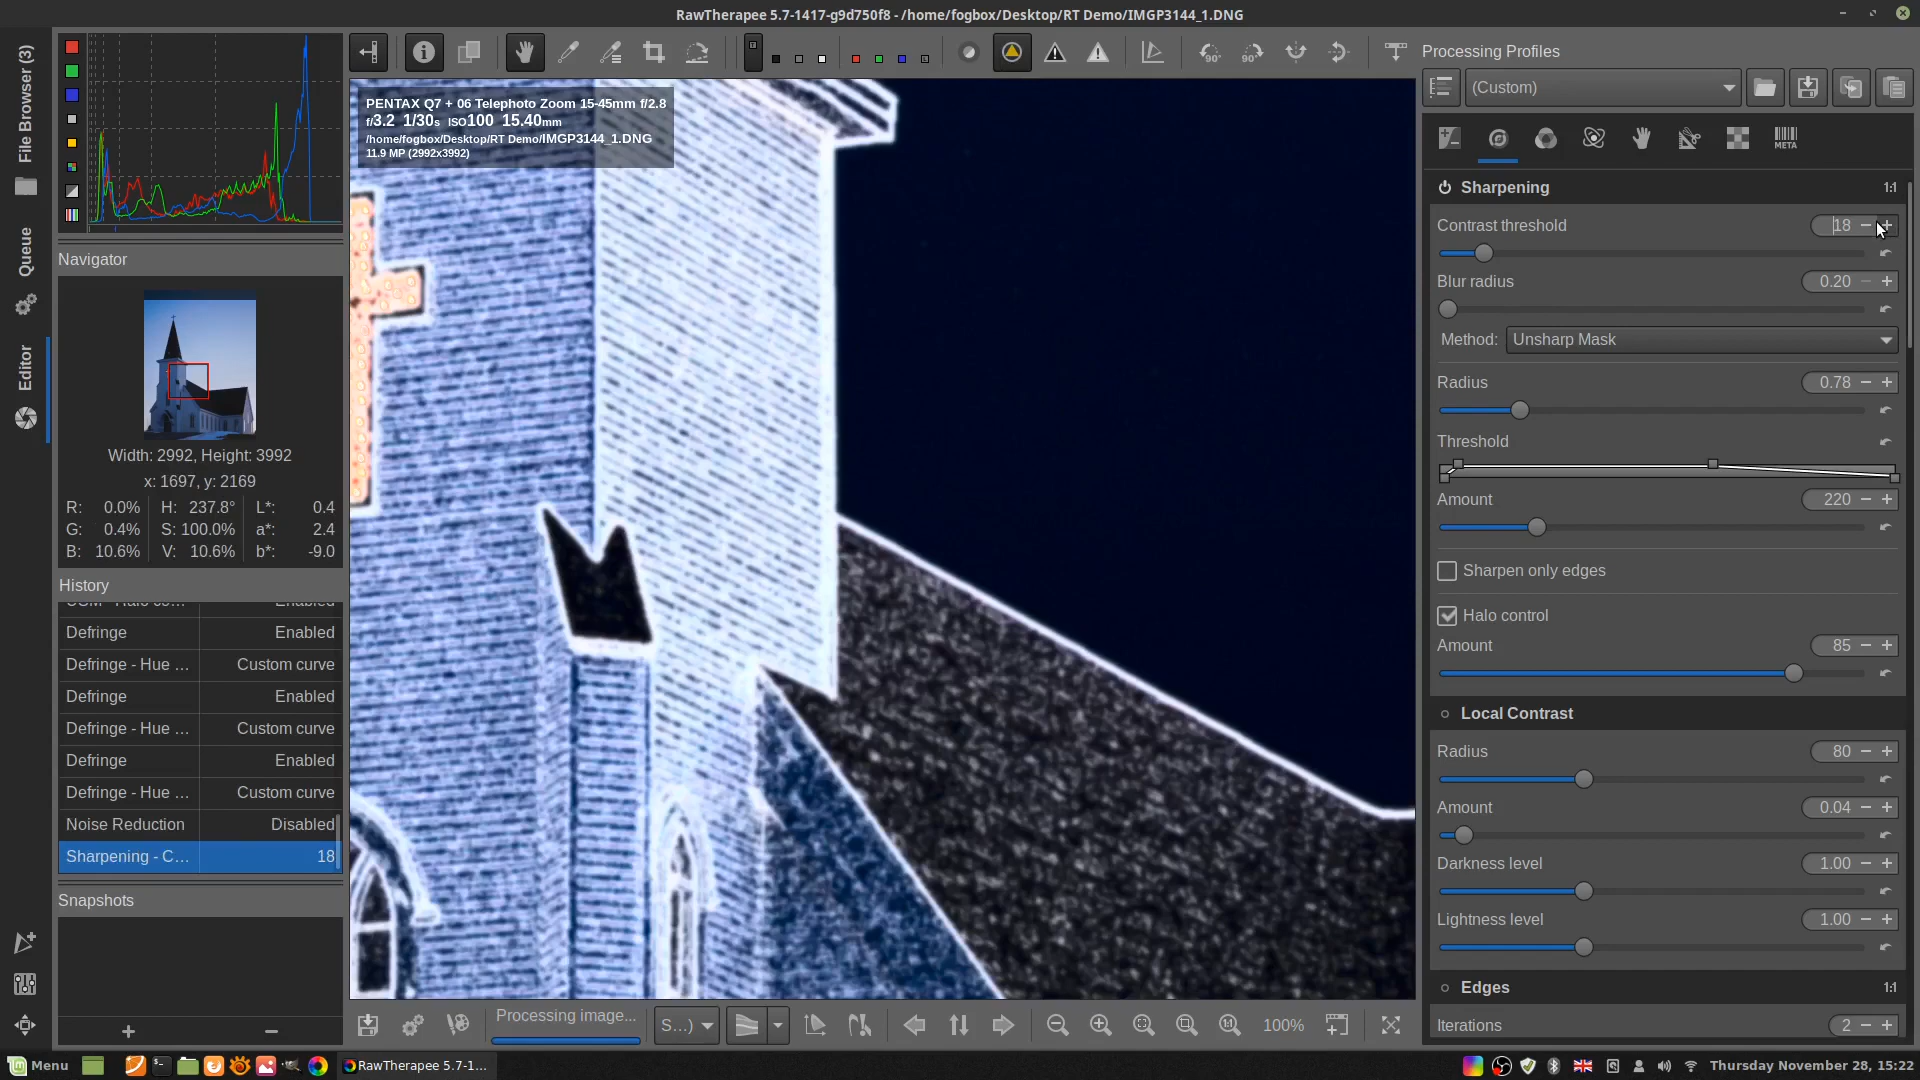 RawTherapee 5.7-1417-g9d750f8 - /home/fogbox/Desktop/RT Demo/IMGP3144_1.DNG
File Browser (3)
Queue
Editor
Processing Profiles
(Custom)
META
PENTAX Q7 + 06 Telephoto Zoom 15-45mm f/2.8
f/3.2 1/30s ISO100 15.40mm
/home/fogbox/Desktop/RT Demo/IMGP3144_1.DNG
11.9 MP (2992x3992)
Navigator
Width: 2992, Height: 3992
x: 1697, y: 2169
R: 0.0% H: 237.8° L*: 0.4
G: 0.4% S: 100.0% a*: 2.4
B: 10.6% V: 10.6% b*: -9.0
History
Defringe Enabled
Defringe - Hue ... Custom curve
Defringe Enabled
Defringe - Hue ... Custom curve
Defringe Enabled
Defringe - Hue ... Custom curve
Noise Reduction Disabled
Sharpening - C... 18
Snapshots
Sharpening 1:1
Contrast threshold 18
Blur radius 0.20
Method: Unsharp Mask
Radius 0.78
Threshold
Amount 220
Sharpen only edges
Halo control
Amount 85
Local Contrast
Radius 80
Amount 0.04
Darkness level 1.00
Lightness level 1.00
Edges 1:1
Iterations 2
Processing image...
S...)
100%
Menu
RawTherapee 5.7-1...
Thursday November 28, 15:22